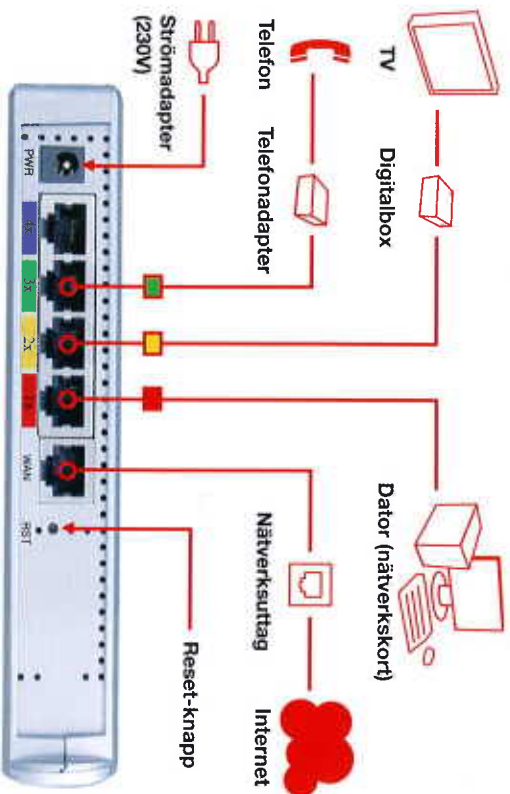 TV
Digitalbox
Telefon
Telefonadapter
Strömadapter
(230V)
Dator (nätverkskort)
Nätverksuttag
Internet
Reset-knapp
PWR
4x
3x
2x
1x
WAN
RST